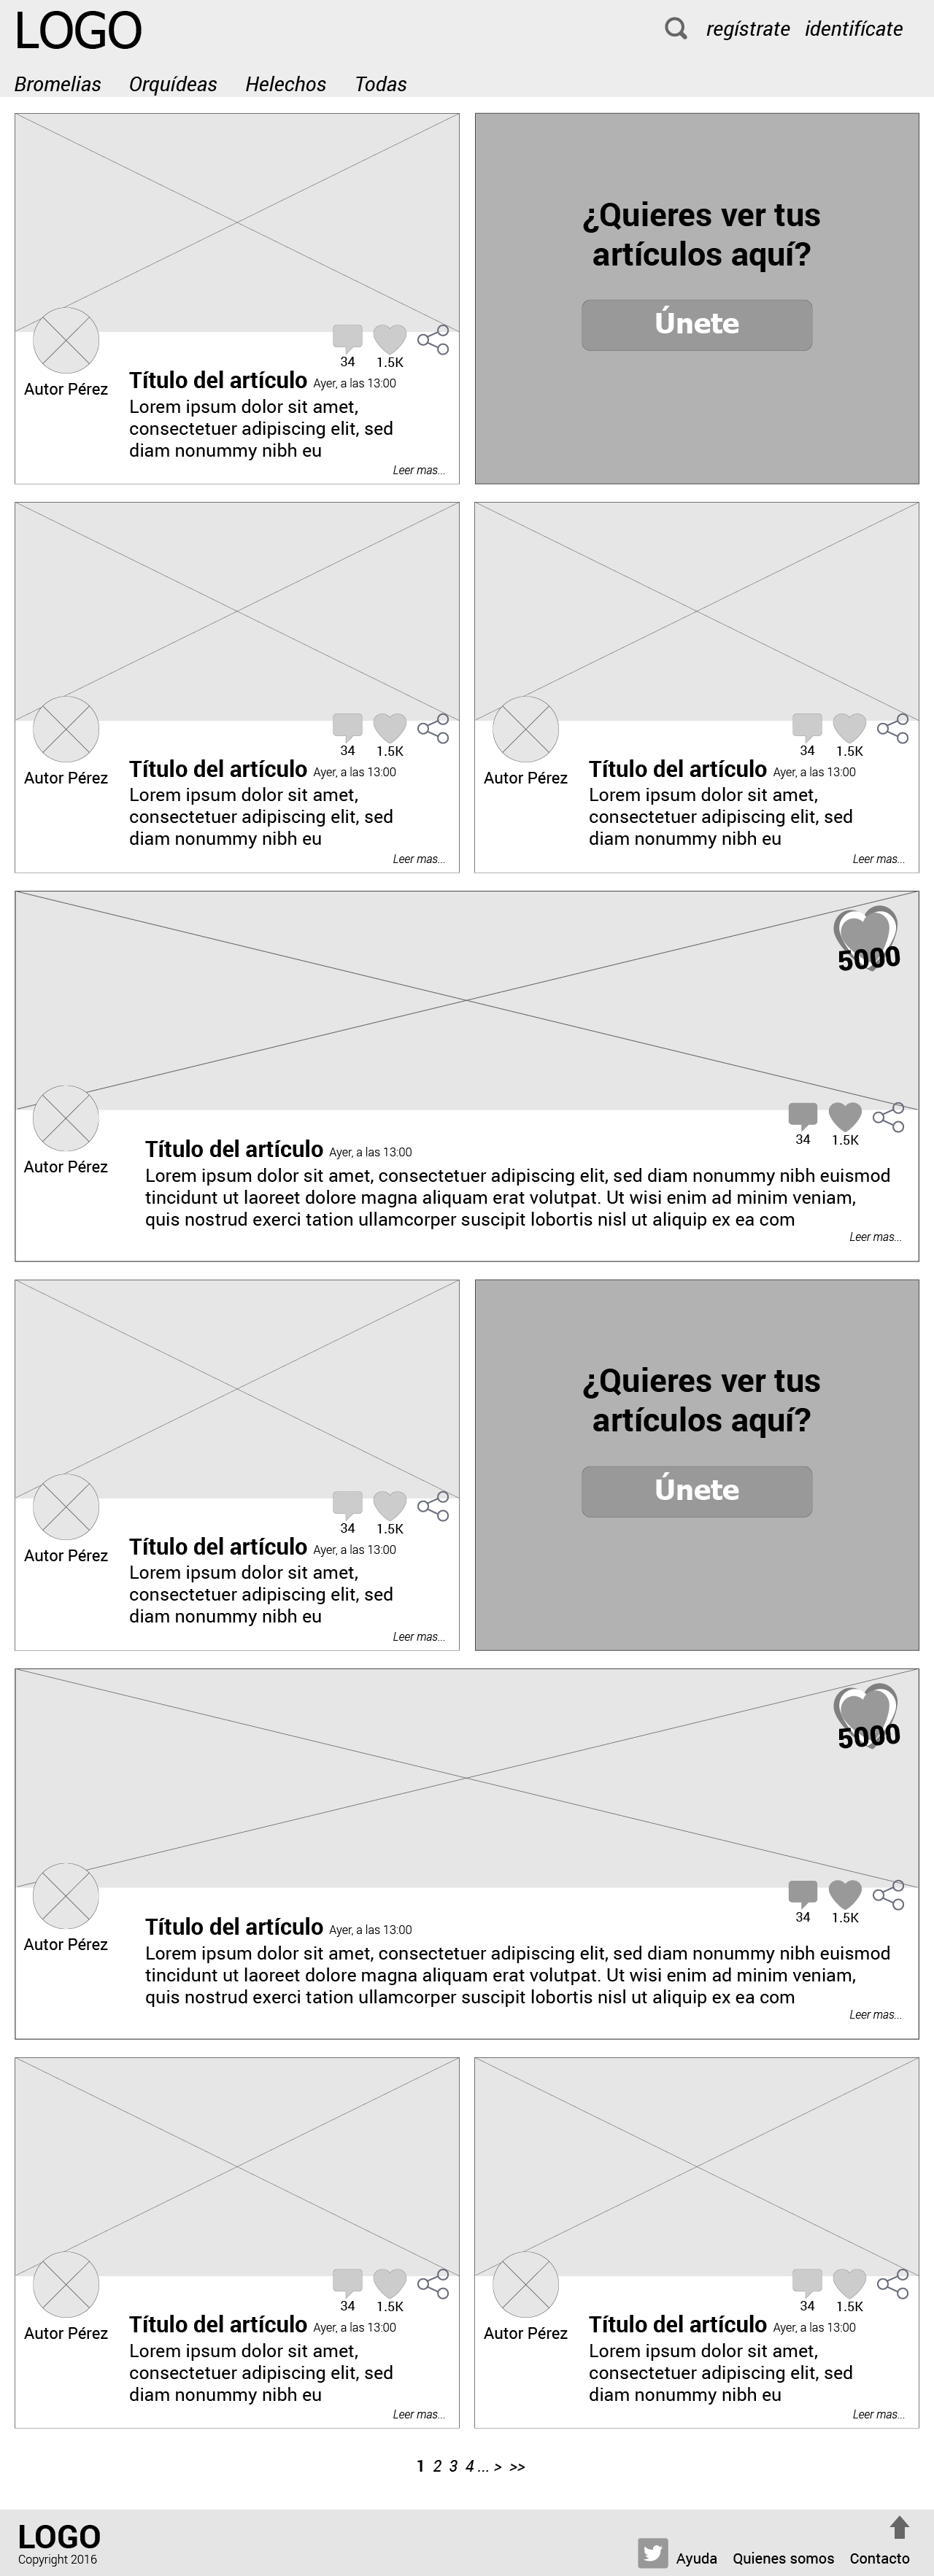 LOGO
regístrate identifícate
Bromelias Orquídeas Helechos Todas
¿Quieres ver tus
artículos aquí?
Únete
34 1.5K
Autor Pérez
Título del artículo Ayer, a las 13:00
Lorem ipsum dolor sit amet,
consectetuer adipiscing elit, sed
diam nonummy nibh eu
Leer mas...
34 1.5K
Autor Pérez
Título del artículo Ayer, a las 13:00
Lorem ipsum dolor sit amet,
consectetuer adipiscing elit, sed
diam nonummy nibh eu
Leer mas...
34 1.5K
Autor Pérez
Título del artículo Ayer, a las 13:00
Lorem ipsum dolor sit amet,
consectetuer adipiscing elit, sed
diam nonummy nibh eu
Leer mas...
5000
34 1.5K
Autor Pérez
Título del artículo Ayer, a las 13:00
Lorem ipsum dolor sit amet, consectetuer adipiscing elit, sed diam nonummy nibh euismod
tincidunt ut laoreet dolore magna aliquam erat volutpat. Ut wisi enim ad minim veniam,
quis nostrud exerci tation ullamcorper suscipit lobortis nisl ut aliquip ex ea com
Leer mas...
¿Quieres ver tus
artículos aquí?
Únete
34 1.5K
Autor Pérez
Título del artículo Ayer, a las 13:00
Lorem ipsum dolor sit amet,
consectetuer adipiscing elit, sed
diam nonummy nibh eu
Leer mas...
5000
34 1.5K
Autor Pérez
Título del artículo Ayer, a las 13:00
Lorem ipsum dolor sit amet, consectetuer adipiscing elit, sed diam nonummy nibh euismod
tincidunt ut laoreet dolore magna aliquam erat volutpat. Ut wisi enim ad minim veniam,
quis nostrud exerci tation ullamcorper suscipit lobortis nisl ut aliquip ex ea com
Leer mas...
34 1.5K
Autor Pérez
Título del artículo Ayer, a las 13:00
Lorem ipsum dolor sit amet,
consectetuer adipiscing elit, sed
diam nonummy nibh eu
Leer mas...
34 1.5K
Autor Pérez
Título del artículo Ayer, a las 13:00
Lorem ipsum dolor sit amet,
consectetuer adipiscing elit, sed
diam nonummy nibh eu
Leer mas...
1 2 3 4 ... > >>
LOGO
Copyright 2016
Ayuda Quienes somos Contacto